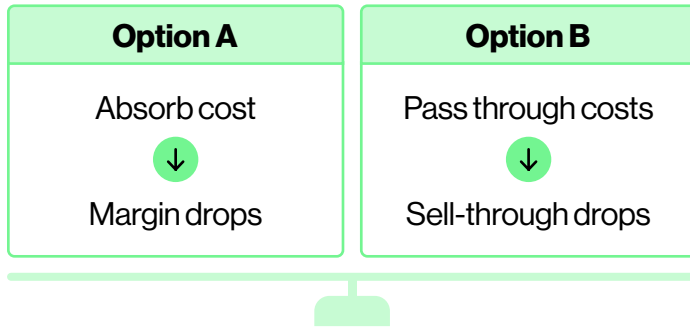 Option A
Absorb cost
Margin drops
Option B
Pass through costs
Sell-through drops